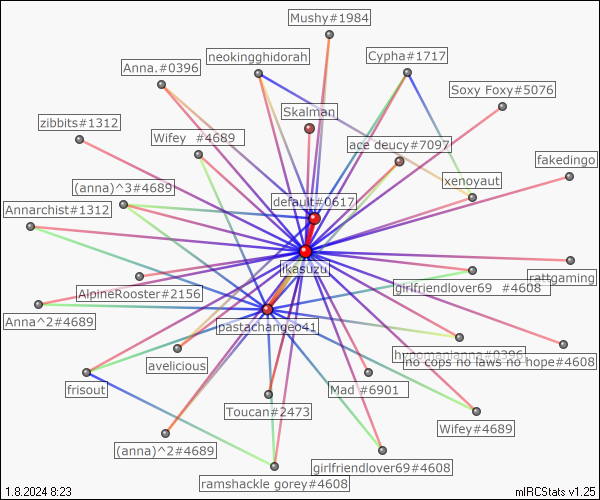 Mushy#1984
neokingghidorah
Cypha#1717
Anna.#0396
Soxy Foxy#5076
Skalman
zibbits#1312
Wifey  #4689
ace deucy#7097
fakedingo
xenoyaut
(anna)^3#4689
default#0617
Annarchist#1312
jkasuzu
rattgaming
girlfriendlover69  #4608
AlpineRooster#2156
Anna^2#4689
pastachangeo41
hypomanianna#0396
no cops no laws no hope#4608
avelicious
frisout
Mad #6901
Toucan#2473
Wifey#4689
(anna)^2#4689
girlfriendlover69#4608
ramshackle gorey#4608
1.8.2024 8:23
mIRCStats v1.25